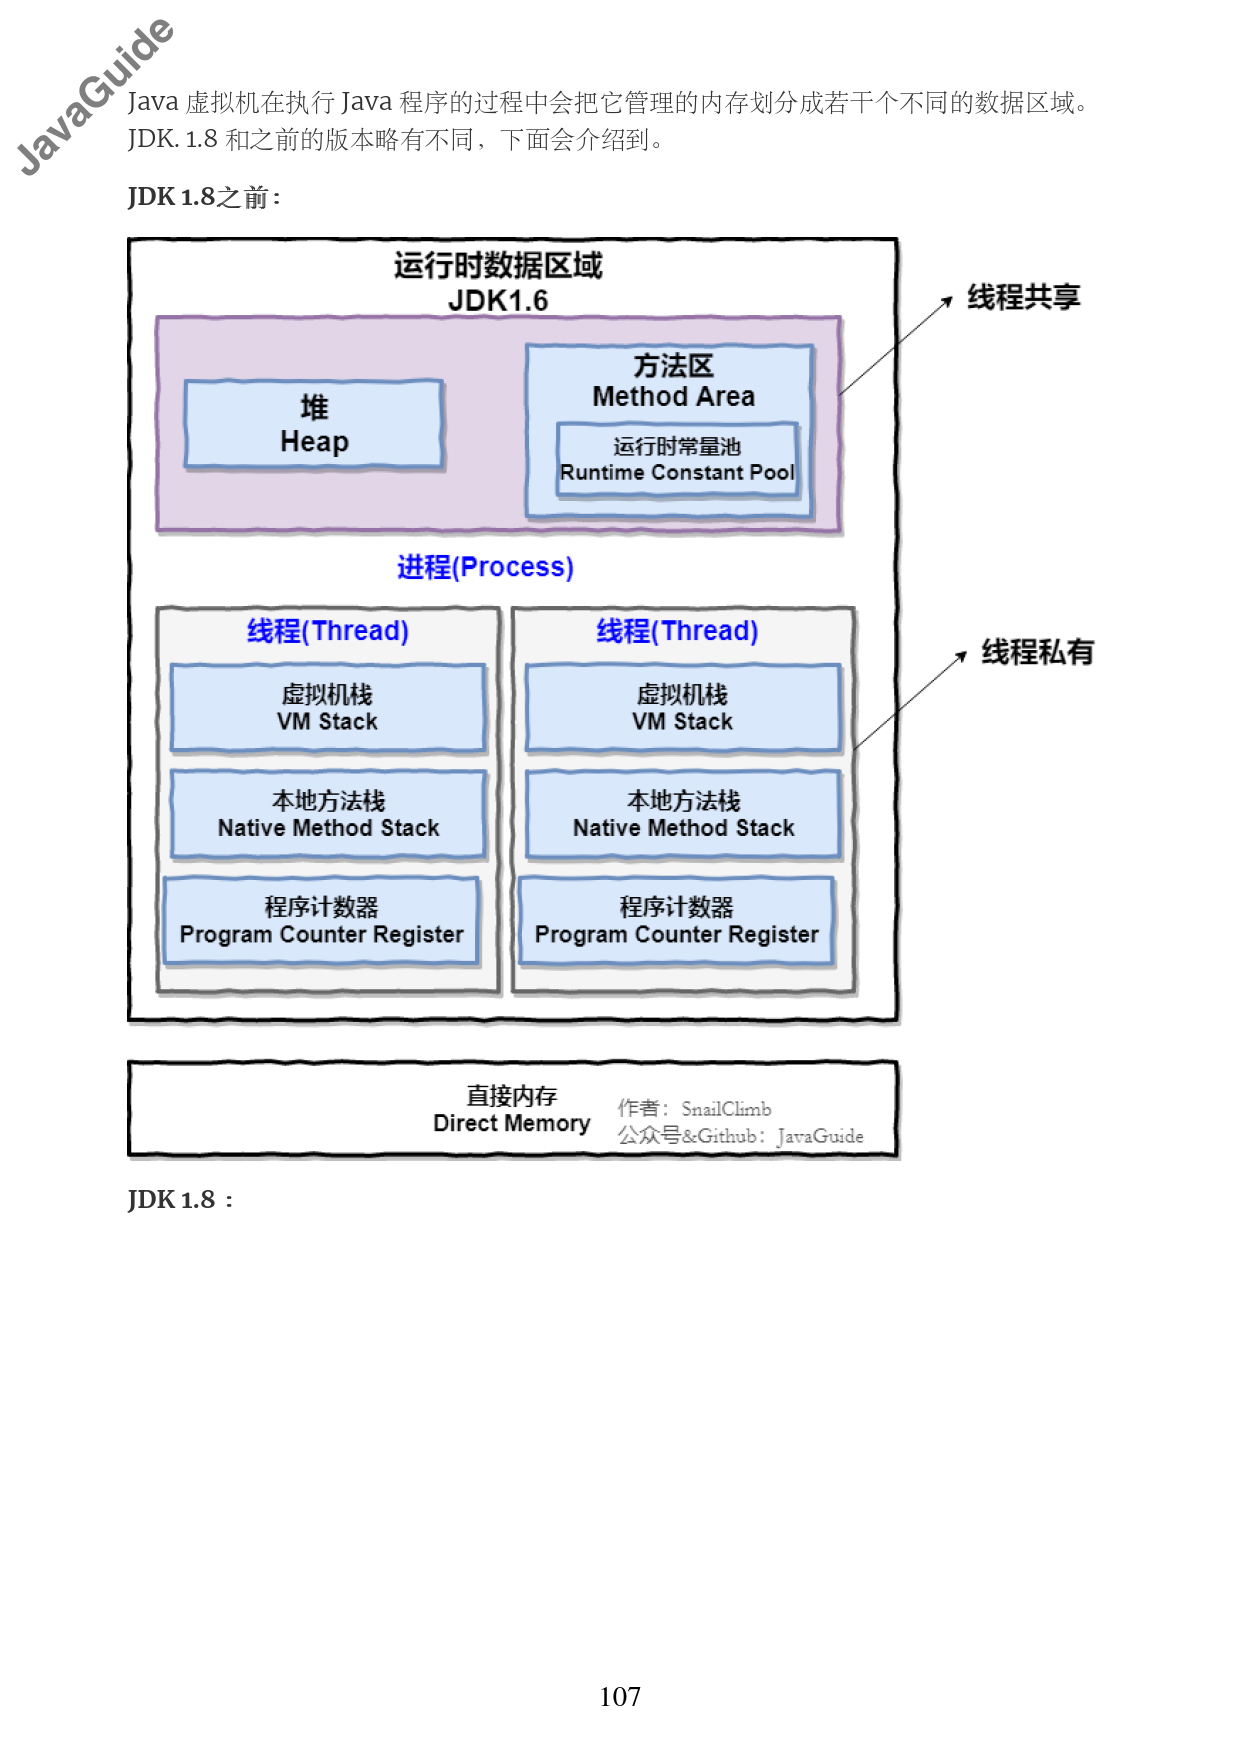 JavaGuide
Java 虚拟机在执行 Java 程序的过程中会把它管理的内存划分成若干个不同的数据区域。
JDK. 1.8 和之前的版本略有不同，下面会介绍到。
JDK 1.8之前：
运行时数据区域
JDK1.6
线程共享
堆
Heap
方法区
Method Area
运行时常量池
Runtime Constant Pool
进程(Process)
线程(Thread)
线程(Thread)
线程私有
虚拟机栈
VM Stack
虚拟机栈
VM Stack
本地方法栈
Native Method Stack
本地方法栈
Native Method Stack
程序计数器
Program Counter Register
程序计数器
Program Counter Register
直接内存
Direct Memory
作者：SnailClimb
公众号&Github：JavaGuide
JDK 1.8 ：
107